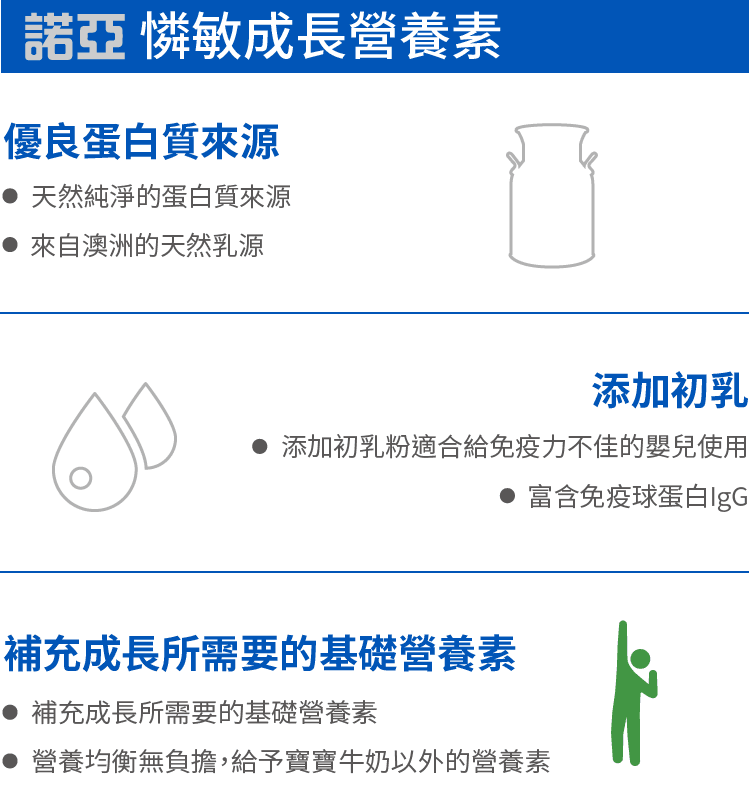 諾亞 憐敏成長營養素
優良蛋白質來源
● 天然純淨的蛋白質來源
● 來自澳洲的天然乳源
添加初乳
● 添加初乳粉適合給免疫力不佳的嬰兒使用
● 富含免疫球蛋白IgG
補充成長所需要的基礎營養素
● 補充成長所需要的基礎營養素
● 營養均衡無負擔，給予寶寶牛奶以外的營養素